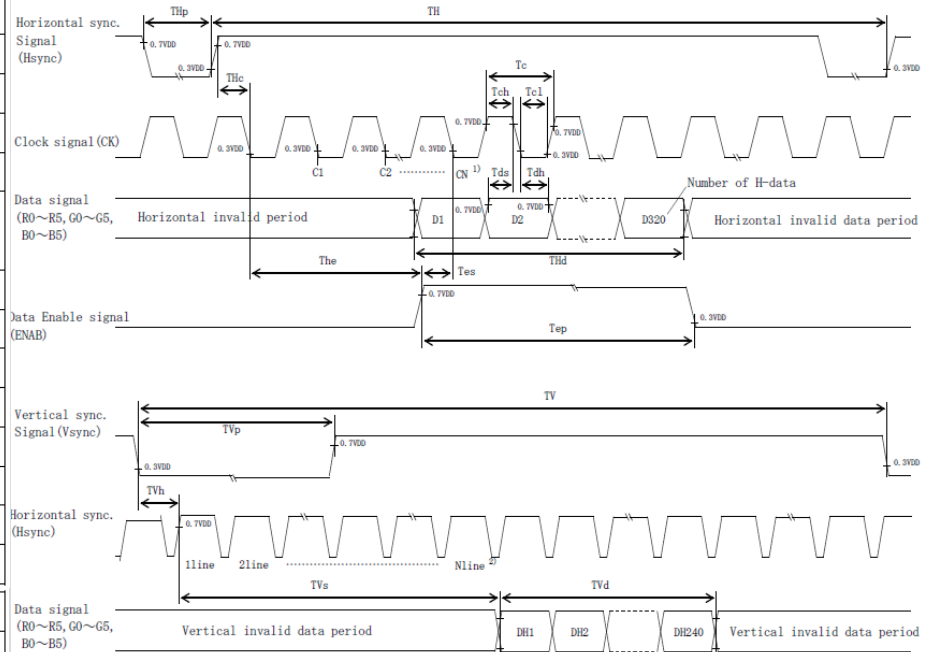 THp
TH
Horizontal sync.
Signal
(Hsync)
0.7VDD
0.7VDD
0.3VDD
0.3VDD
THc
Tc
Tch
Tcl
Clock signal(CK)
0.3VDD
0.3VDD
0.3VDD
0.3VDD
0.7VDD
0.7VDD
0.3VDD
C1
C2
CN 1)
Tds
Tdh
Number of H-data
Data signal
(R0～R5, G0～G5,
B0～B5)
Horizontal invalid period
D1
0.7VDD
D2
0.7VDD
D320
Horizontal invalid data period
The
Tes
THd
0.7VDD
Data Enable signal
(ENAB)
0.3VDD
Tep
TV
Vertical sync.
Signal(Vsync)
TVp
0.7VDD
0.3VDD
0.3VDD
TVh
Horizontal sync.
(Hsync)
0.7VDD
1line
2line
Nline 2)
TVs
TVd
Data signal
(R0～R5, G0～G5,
B0～B5)
Vertical invalid data period
DH1
DH2
DH240
Vertical invalid data period